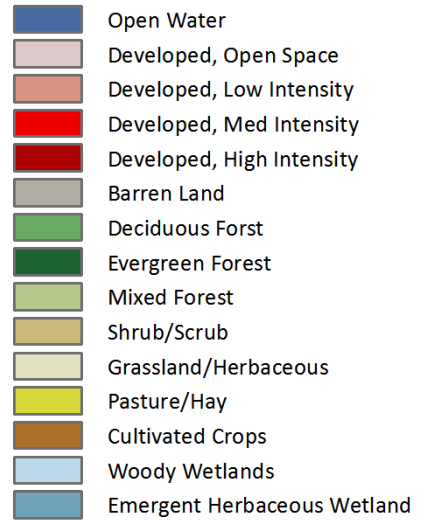 Open Water
Developed, Open Space
Developed, Low Intensity
Developed, Med Intensity
Developed, High Intensity
Barren Land
Deciduous Forst
Evergreen Forest
Mixed Forest
Shrub/Scrub
Grassland/Herbaceous
Pasture/Hay
Cultivated Crops
Woody Wetlands
Emergent Herbaceous Wetland